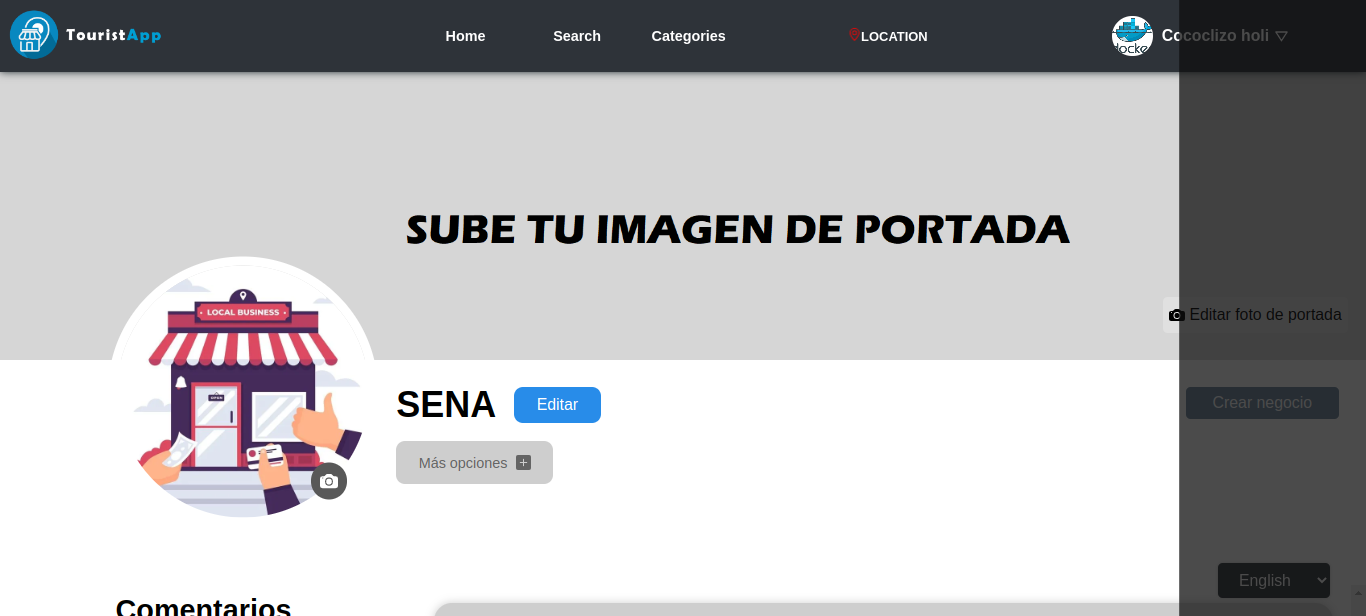 TouristApp
Home
Search
Categories
LOCATION
docke
Cococlizo holi
SUBE TU IMAGEN DE PORTADA
LOCAL BUSINESS
OPEN
Editar foto de portada
SENA
Editar
Crear negocio
Más opciones
English
Comentarios